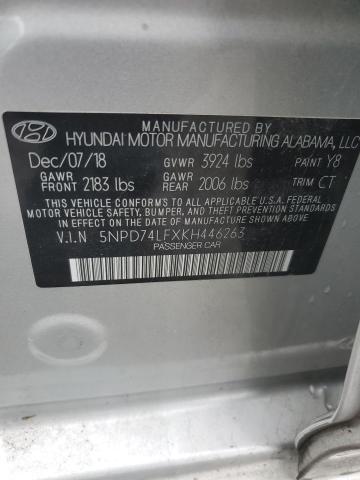 MANUFACTURED BY
HYUNDAI MOTOR MANUFACTURING ALABAMA, LLC
Dec/07/18 GVWR 3924 lbs PAINT Y8
GAWR FRONT 2183 lbs GAWR REAR 2006 lbs TRIM CT
THIS VEHICLE CONFORMS TO ALL APPLICABLE U.S.A. FEDERAL
MOTOR VEHICLE SAFETY, BUMPER, AND THEFT PREVENTION STANDARDS
IN EFFECT ON THE DATE OF MANUFACTURE SHOWN ABOVE.
V.I.N 5NPD74LFXKH446263
PASSENGER CAR